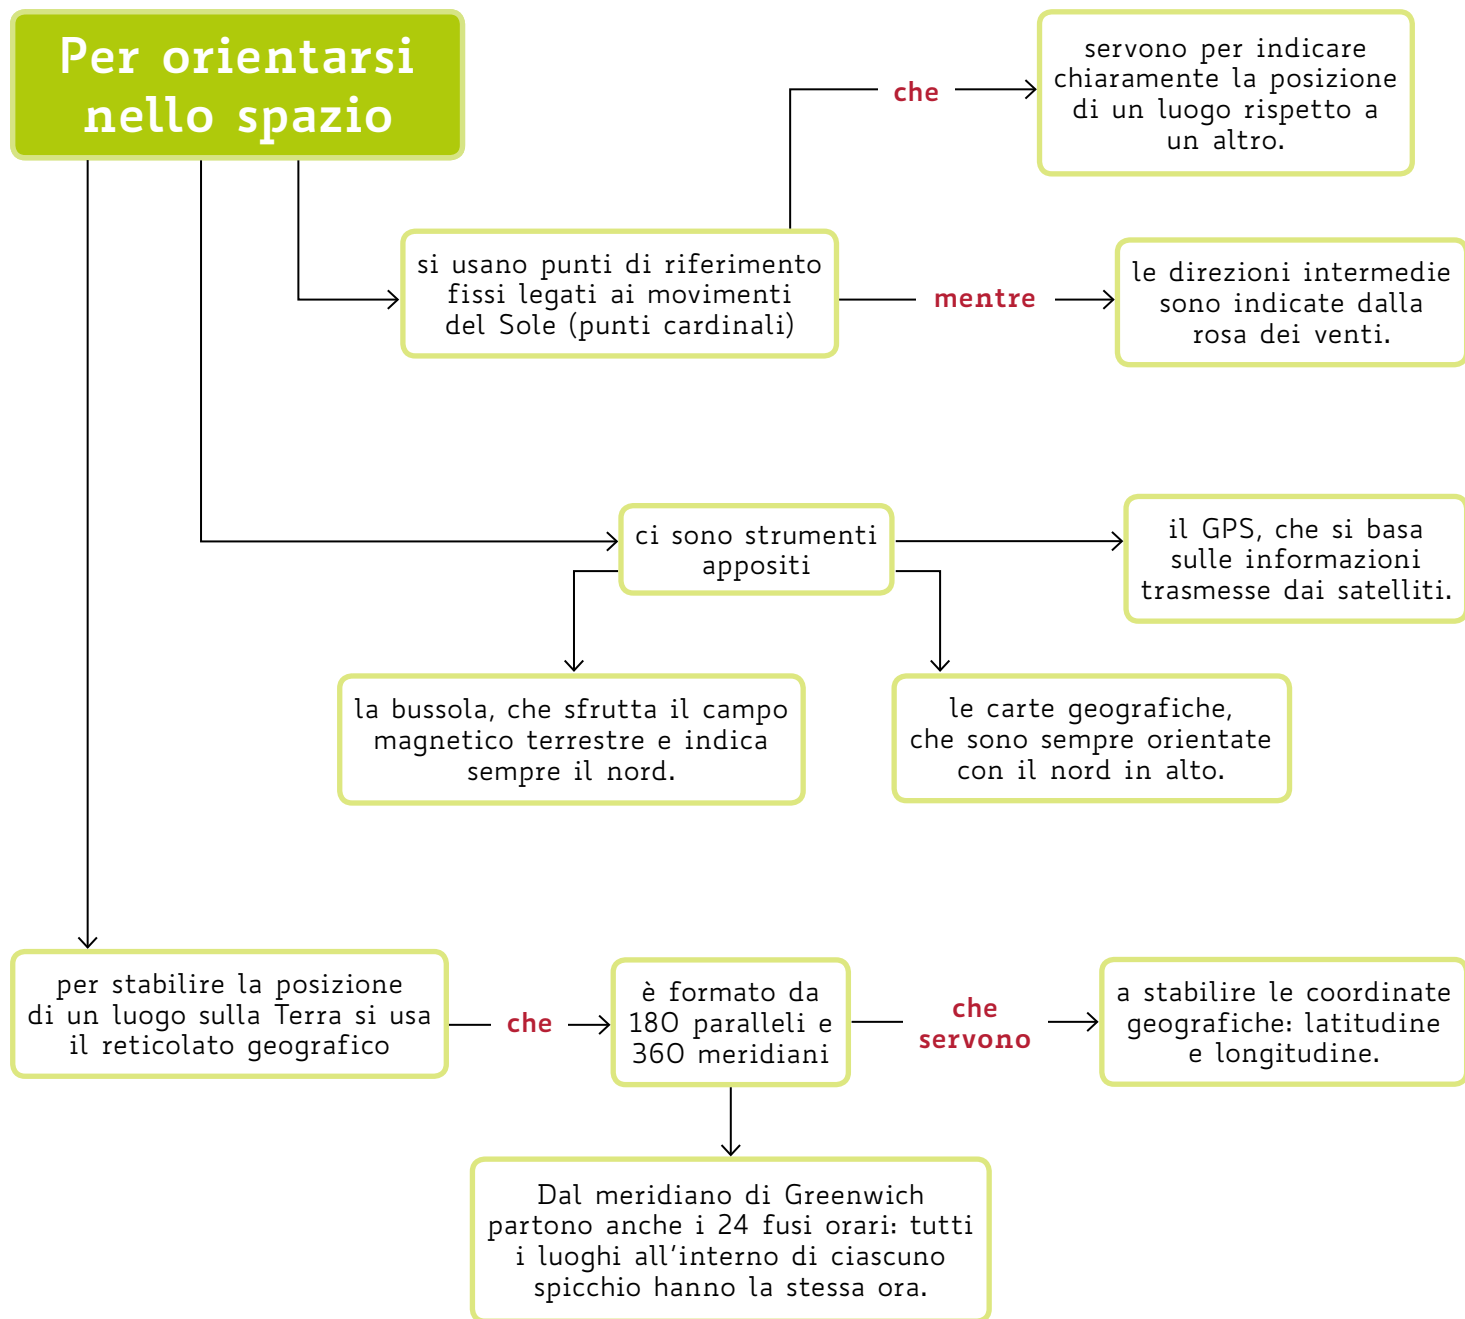 Per orientarsi
nello spazio
che
servono per indicare
chiaramente la posizione
di un luogo rispetto a
un altro.
si usano punti di riferimento
fissi legati ai movimenti
del Sole (punti cardinali)
mentre
le direzioni intermedie
sono indicate dalla
rosa dei venti.
ci sono strumenti
appositi
il GPS, che si basa
sulle informazioni
trasmesse dai satelliti.
la bussola, che sfrutta il campo
magnetico terrestre e indica
sempre il nord.
le carte geografiche,
che sono sempre orientate
con il nord in alto.
per stabilire la posizione
di un luogo sulla Terra si usa
il reticolato geografico
che
è formato da
180 paralleli e
360 meridiani
che
servono
a stabilire le coordinate
geografiche: latitudine
e longitudine.
Dal meridiano di Greenwich
partono anche i 24 fusi orari: tutti
i luoghi all'interno di ciascuno
spicchio hanno la stessa ora.